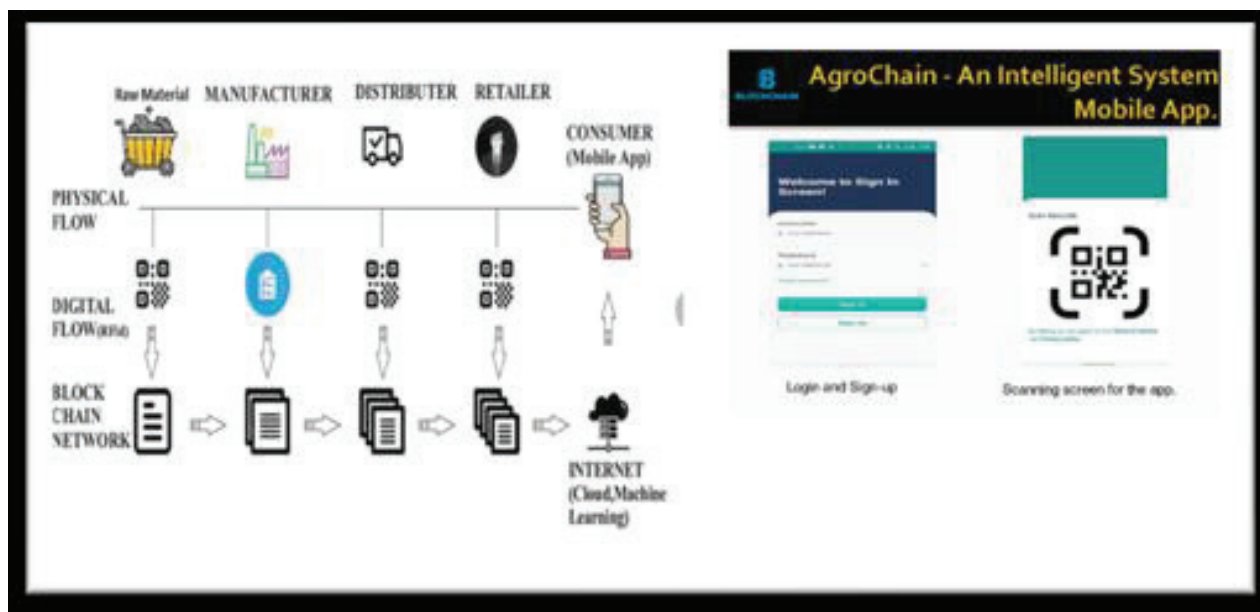 Raw Material
MANUFACTURER
DISTRIBUTER
RETAILER
CONSUMER
(Mobile App)
PHYSICAL
FLOW
DIGITAL
FLOW(RFId)
BLOCK
CHAIN
NETWORK
INTERNET
(Cloud,Machine
Learning)
BLOCKCHAIN
AgroChain - An Intelligent System
Mobile App.
Welcome to Sign In
Screen!
Login and Sign-up
Scanning screen for the app.